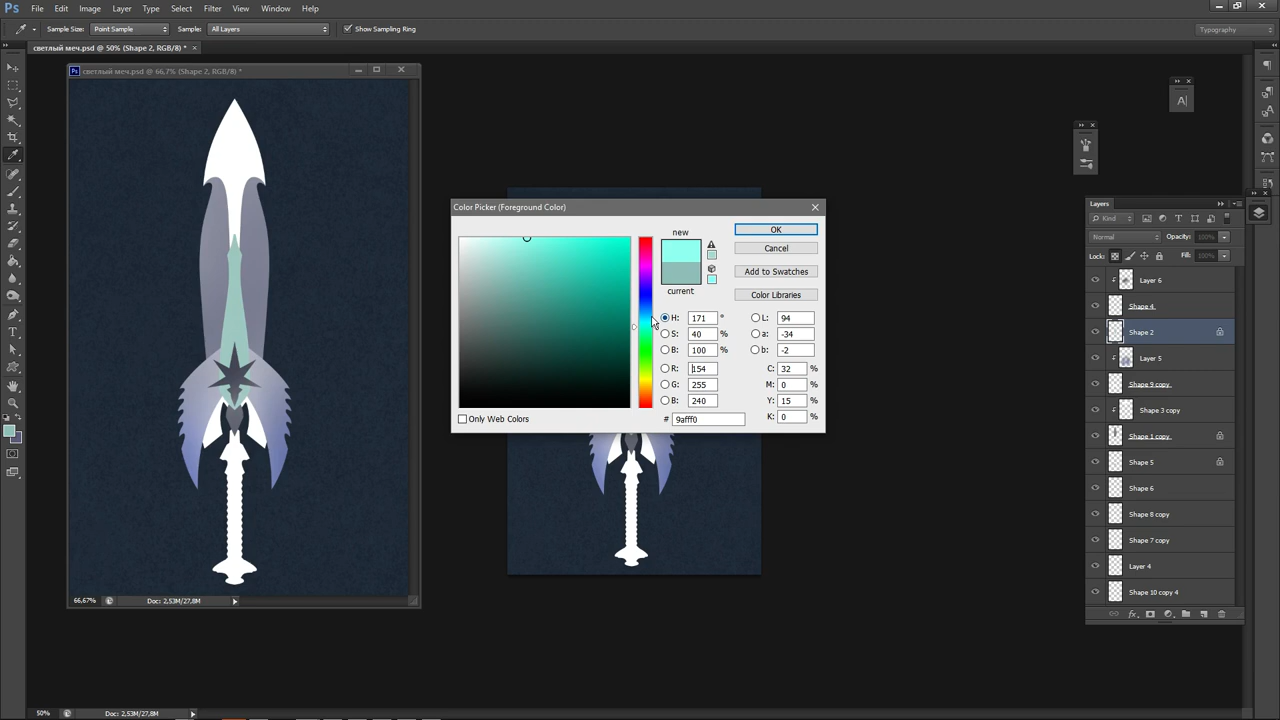 Ps File Edit Image Layer Type Select Filter View Window Help
Sample Size: Point Sample Sample: All Layers Show Sampling Ring Typography
светлый меч.psd @ 50% (Shape 2, RGB/8) *
светлый меч.psd @ 66,7% (Shape 2, RGB/8) *
66,67% Doc: 2,53M/27,8M
Color Picker (Foreground Color)
new
current
OK
Cancel
Add to Swatches
Color Libraries
H: 171 °
S: 40 %
B: 100 %
R: 154
G: 255
B: 240
L: 94
a: -34
b: -2
C: 32 %
M: 0 %
Y: 15 %
K: 0 %
Only Web Colors
# 9afff0
A
Layers
Kind
Normal Opacity: 100%
Lock: Fill: 100%
Layer 6
Shape 4
Shape 2
Layer 5
Shape 9 copy
Shape 3 copy
Shape 1 copy
Shape 5
Shape 6
Shape 8 copy
Shape 7 copy
Layer 4
Shape 10 copy 4
fx
50% Doc: 2,53M/27,8M